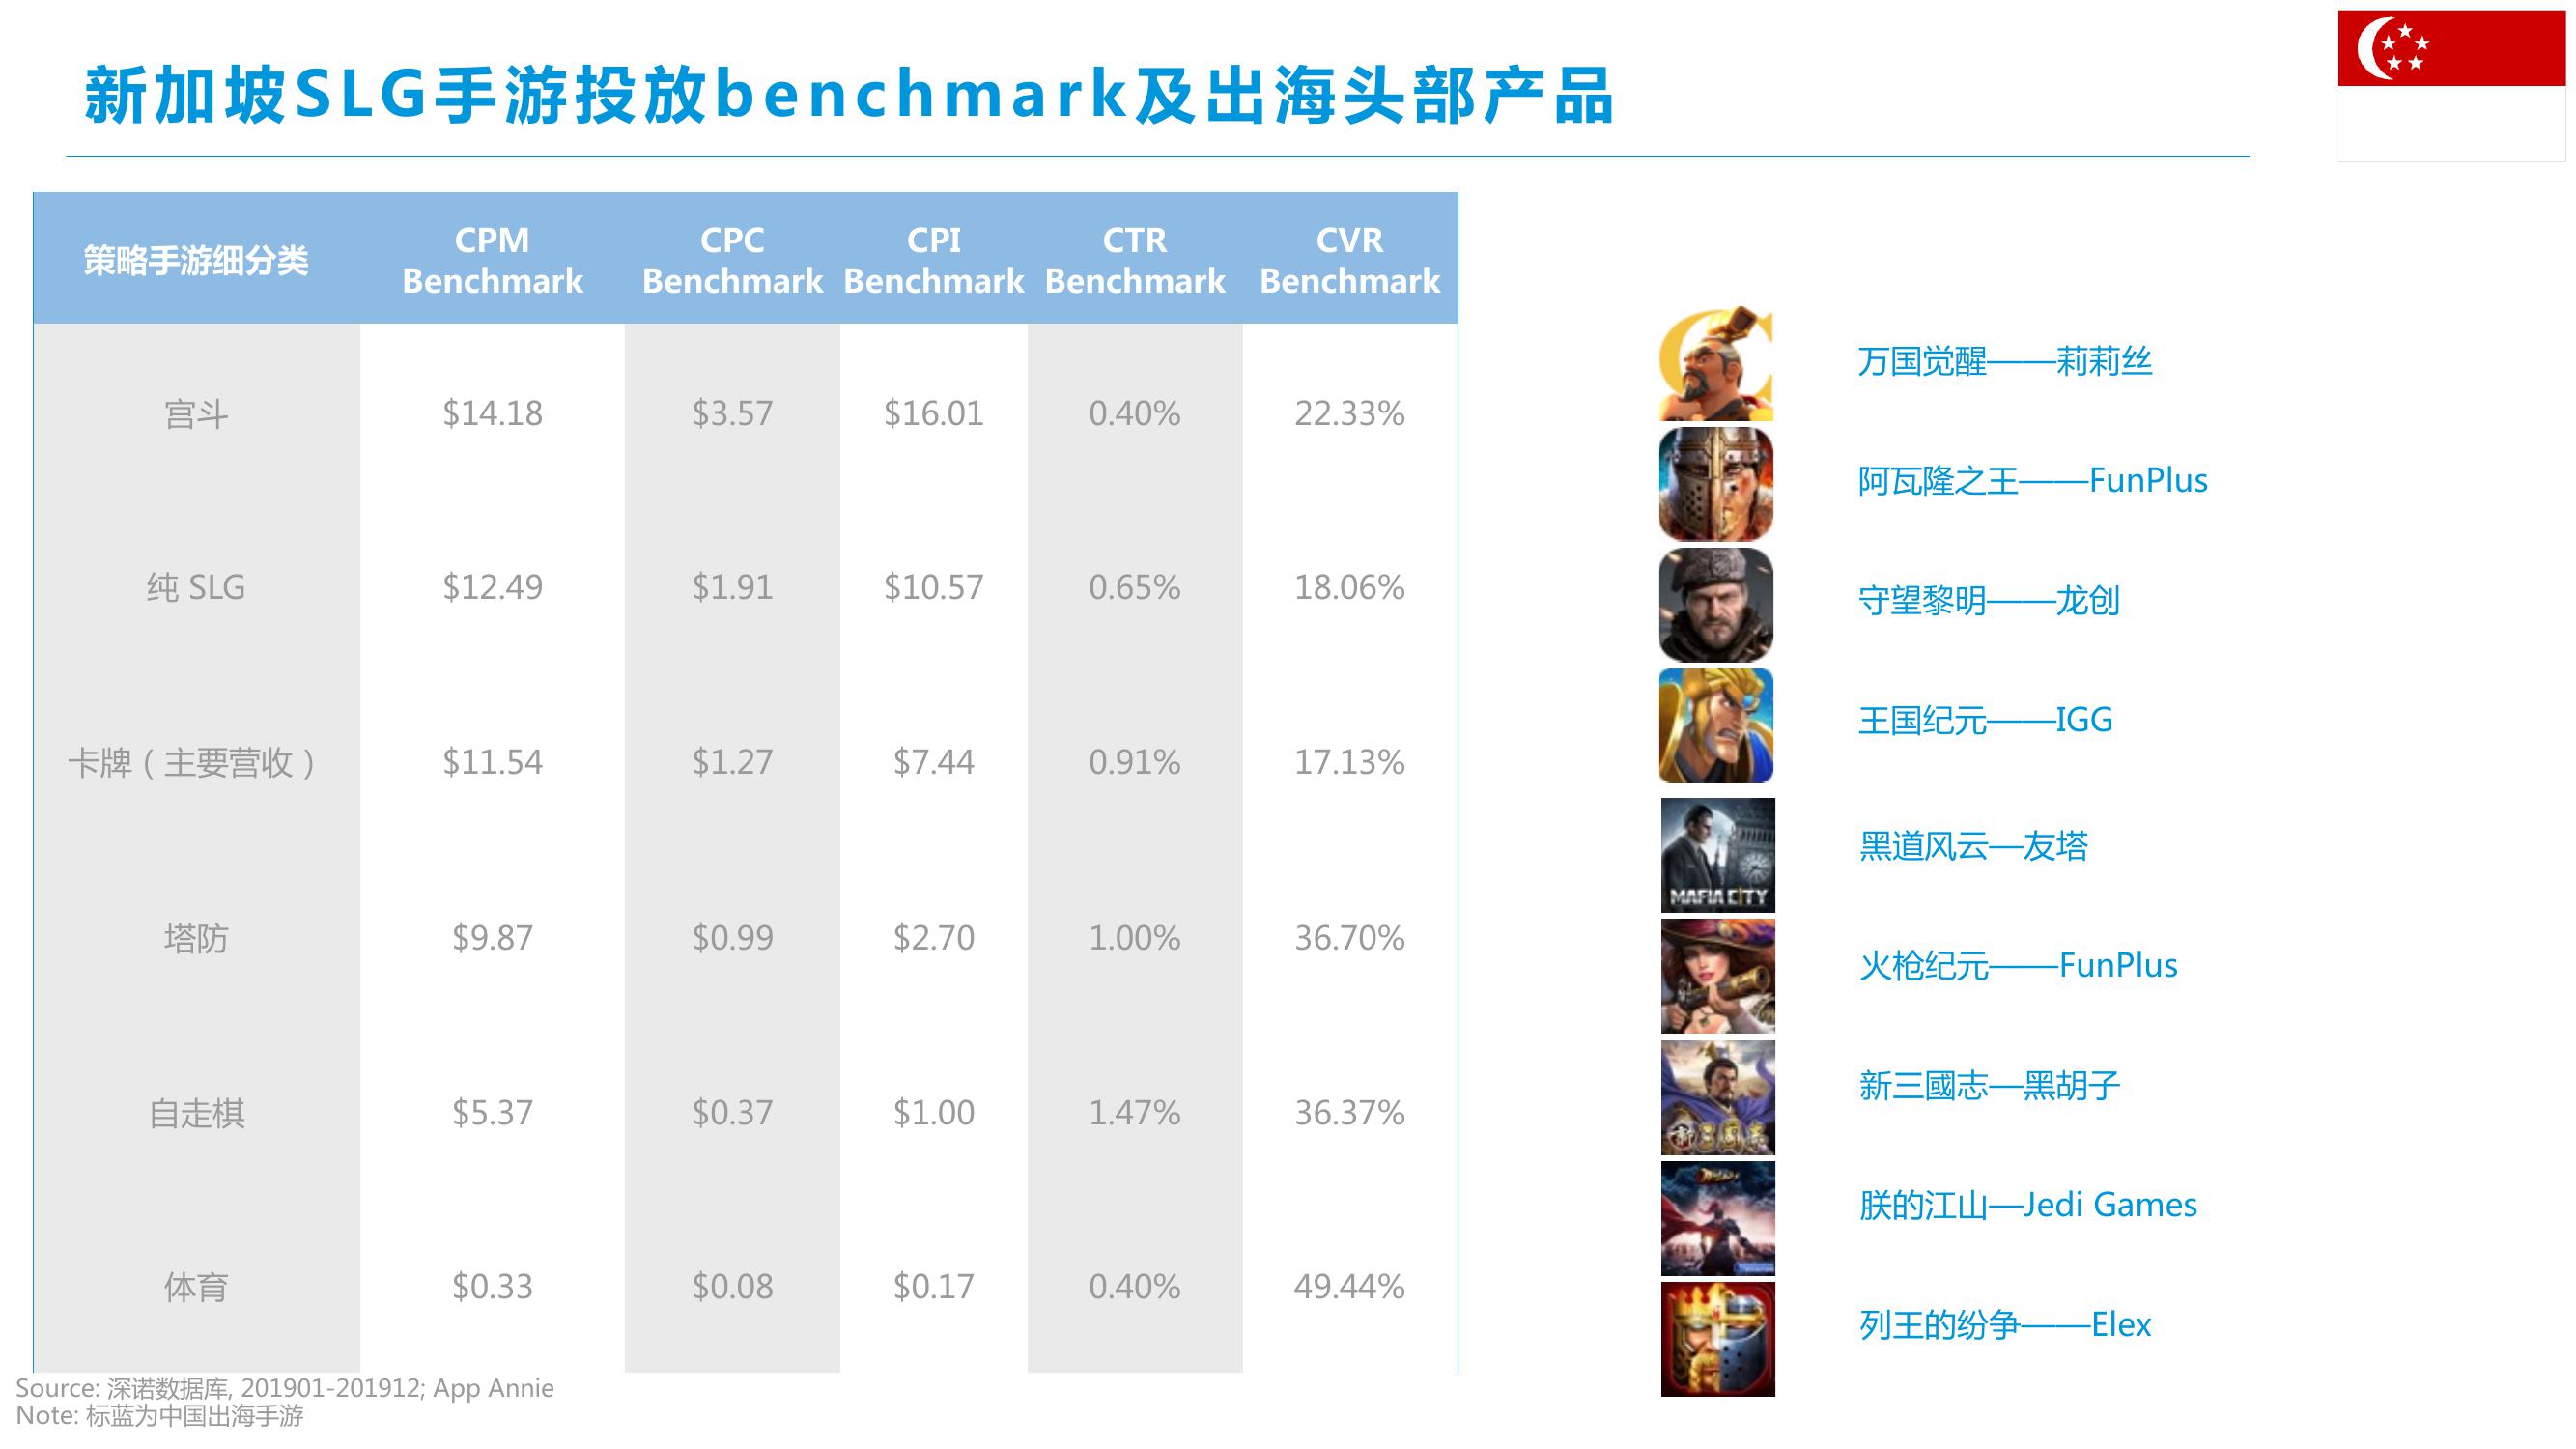 新加坡SLG手游投放benchmark及出海头部产品
策略手游细分类 CPM Benchmark CPC Benchmark CPI Benchmark CTR Benchmark CVR Benchmark
宫斗 $14.18 $3.57 $16.01 0.40% 22.33%
纯 SLG $12.49 $1.91 $10.57 0.65% 18.06%
卡牌（主要营收） $11.54 $1.27 $7.44 0.91% 17.13%
塔防 $9.87 $0.99 $2.70 1.00% 36.70%
自走棋 $5.37 $0.37 $1.00 1.47% 36.37%
体育 $0.33 $0.08 $0.17 0.40% 49.44%
万国觉醒——莉莉丝
阿瓦隆之王——FunPlus
守望黎明——龙创
王国纪元——IGG
MAFIA CITY
黑道风云—友塔
火枪纪元——FunPlus
新三國志—黑胡子
朕的江山—Jedi Games
列王的纷争——Elex
Source: 深诺数据库, 201901-201912; App Annie
Note: 标蓝为中国出海手游